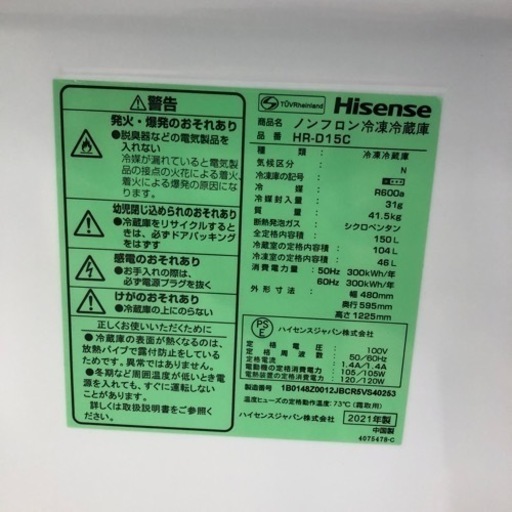 警告
発火・爆発のおそれあり
●脱臭器などの電気製品を
入れない
冷媒が漏れていると電気製
品の接点の火花による着火、
着火による爆発の原因に
なります。
幼児閉じ込められのおそれあり
●冷蔵庫をリサイクルすると
きは、必ずドアパッキング
をはずす
感電のおそれあり
●お手入れの際は、
必ず電源プラグを抜く
けがのおそれあり
●冷蔵庫の上にのらない
正しくお使いいただくために
●冷蔵庫の表面が熱くなるのは、
放熱パイプで露付防止をしている
ためです。異常ではありません。
●冬期など周囲温度が低いとき電
源を入れても、すぐに運転しない
ことがあります。
詳しくは取扱説明書をご参照ください
TÜVRheinland Hisense
商品名 ノンフロン冷凍冷蔵庫
品番 HR-D15C
種類 冷凍冷蔵庫
気候区分 N
冷凍庫の記号
冷媒 R600a
冷媒封入量 31g
質量 41.5kg
断熱発泡ガス シクロペンタン
全定格内容積 150L
冷蔵室の定格内容積 104L
冷凍室の定格内容積 46L
消費電力量 50Hz 300kWh/年
60Hz 300kWh/年
外形寸法 幅 480mm
奥行 595mm
高さ 1225mm
PS
E
ハイセンスジャパン株式会社
定格電圧 100V
定格周波数 50/60Hz
定格電流 1.4A/1.4A
電動機の定格消費電力 105/105W
電熱装置の定格消費電力 120/120W
製造番号 1B0148Z0012JBCR5VS40253
温度ヒューズの定格動作温度:73℃(霜取用)
ハイセンスジャパン株式会社
2021年製
中国製
4075478-C